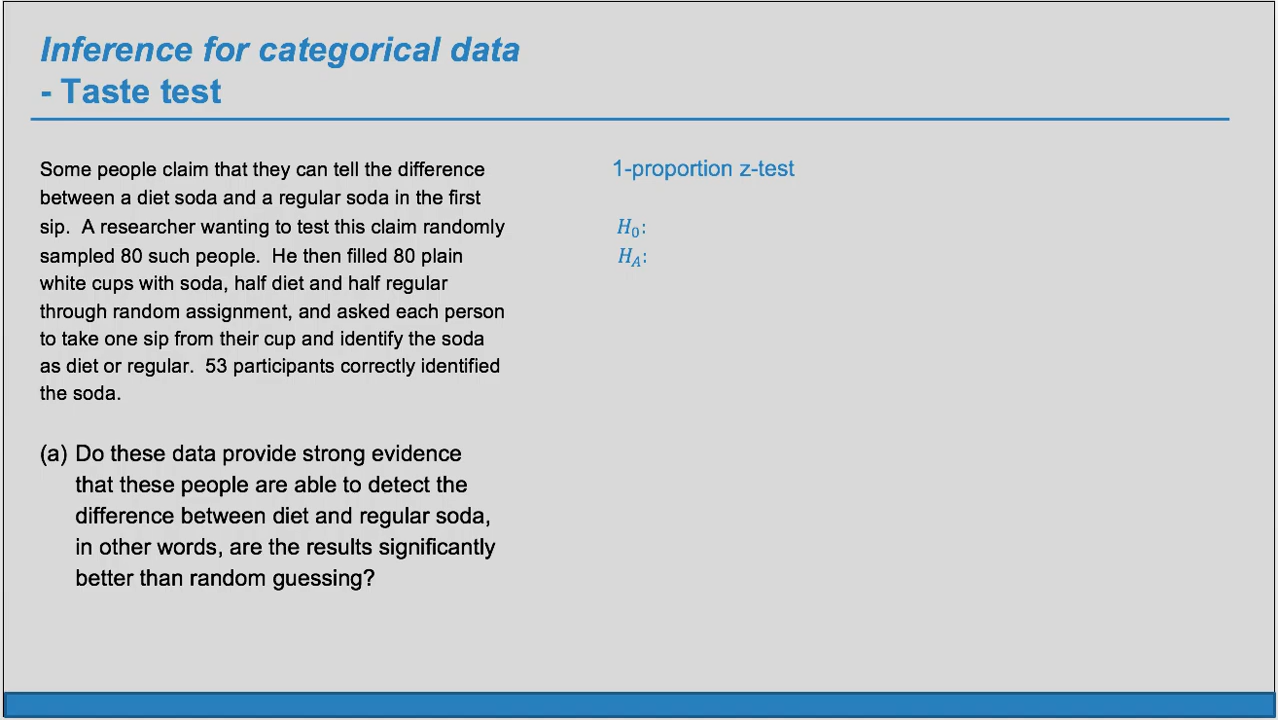 Inference for categorical data
- Taste test
Some people claim that they can tell the difference
between a diet soda and a regular soda in the first
sip. A researcher wanting to test this claim randomly
sampled 80 such people. He then filled 80 plain
white cups with soda, half diet and half regular
through random assignment, and asked each person
to take one sip from their cup and identify the soda
as diet or regular. 53 participants correctly identified
the soda.
(a) Do these data provide strong evidence
that these people are able to detect the
difference between diet and regular soda,
in other words, are the results significantly
better than random guessing?
1-proportion z-test
H₀:
H_A: